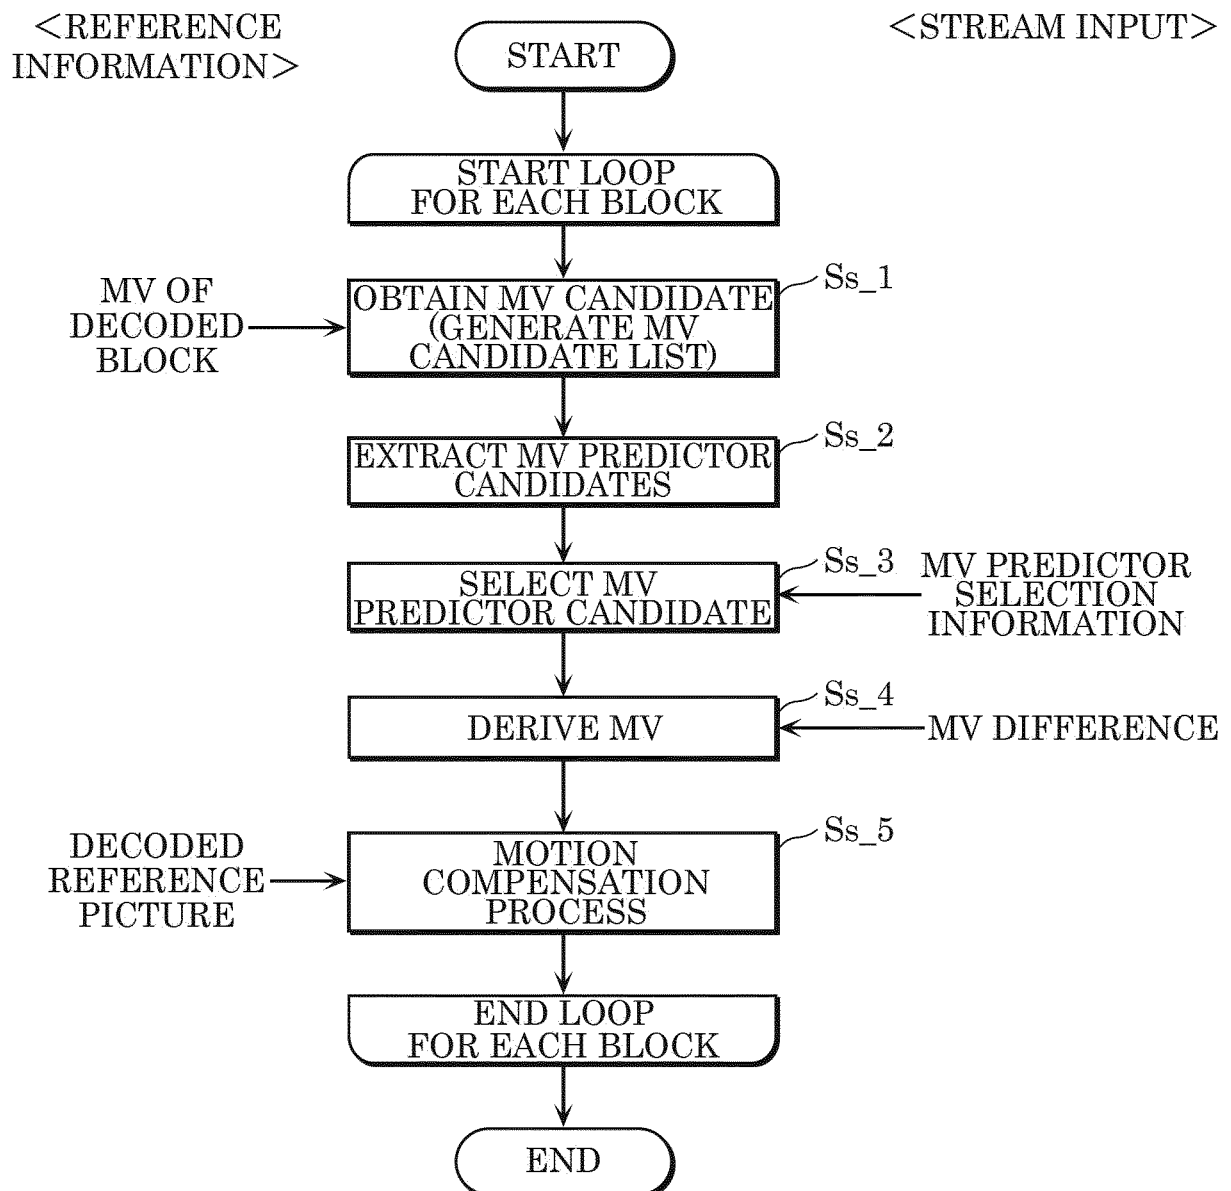 <REFERENCE
INFORMATION>
<STREAM INPUT>
START
START LOOP
FOR EACH BLOCK
MV OF
DECODED
BLOCK
OBTAIN MV CANDIDATE
(GENERATE MV
CANDIDATE LIST)
Ss_1
EXTRACT MV PREDICTOR
CANDIDATES
Ss_2
SELECT MV
PREDICTOR CANDIDATE
Ss_3
MV PREDICTOR
SELECTION
INFORMATION
DERIVE MV
Ss_4
MV DIFFERENCE
DECODED
REFERENCE
PICTURE
MOTION
COMPENSATION
PROCESS
Ss_5
END LOOP
FOR EACH BLOCK
END